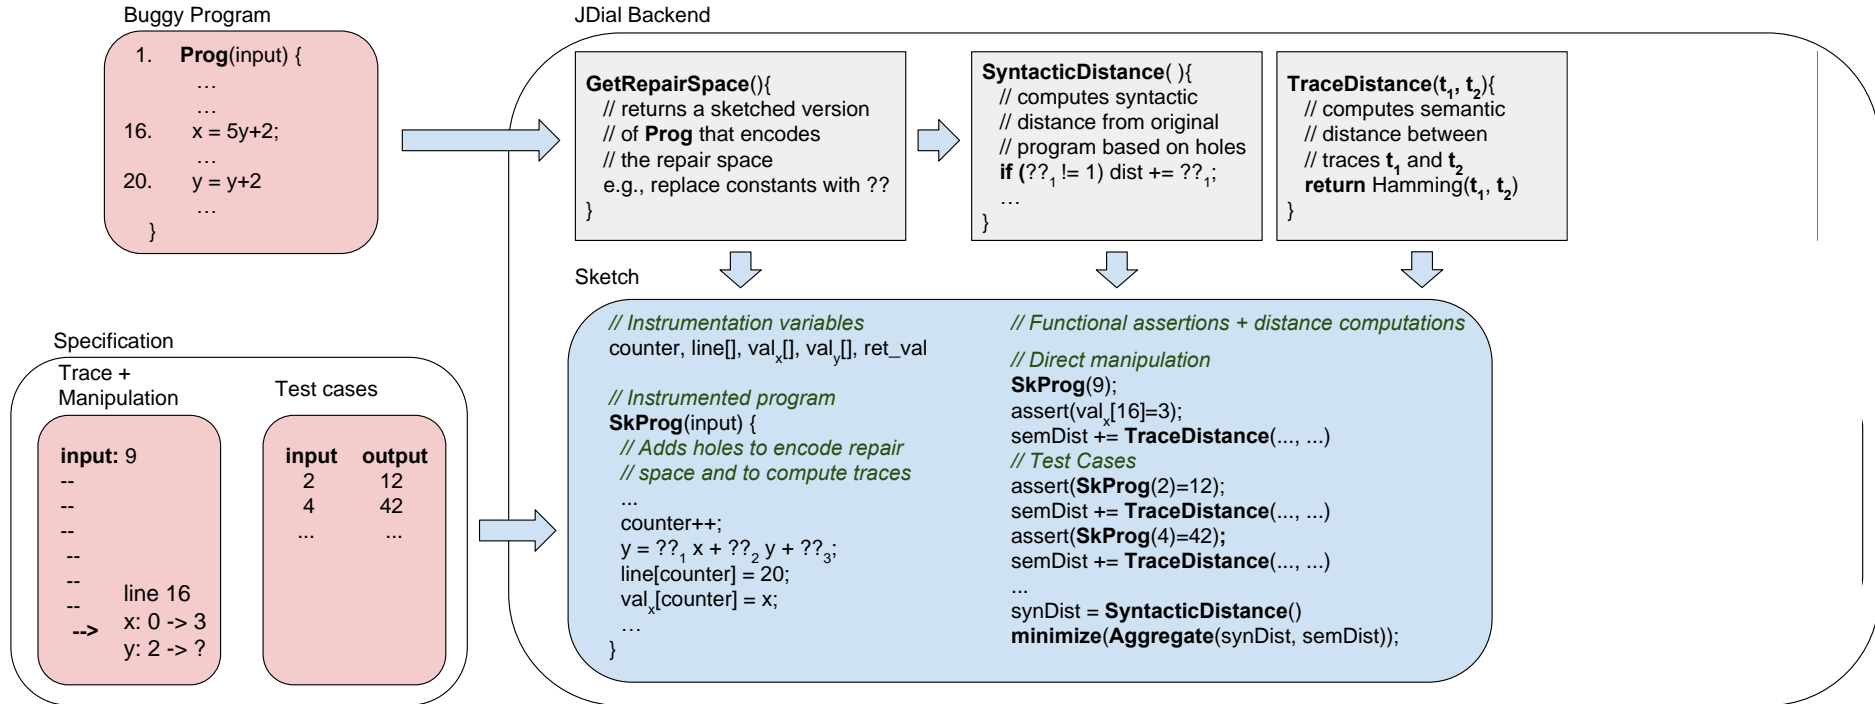 Buggy Program
1. Prog(input) {
…
…
16. x = 5y+2;
…
20. y = y+2
…
}
JDial Backend
GetRepairSpace(){
// returns a sketched version
// of Prog that encodes
// the repair space
e.g., replace constants with ??
}
SyntacticDistance( ){
// computes syntactic
// distance from original
// program based on holes
if (??1 != 1) dist += ??1;
…
}
TraceDistance(t1, t2){
// computes semantic
// distance between
// traces t1 and t2
return Hamming(t1, t2)
}
Specification
Trace +
Manipulation
input: 9
--
--
--
--
--
--
-->
line 16
x: 0 -> 3
y: 2 -> ?
Test cases
input output
2 12
4 42
... ...
Sketch
// Instrumentation variables
counter, line[], valx[], valy[], ret_val
// Instrumented program
SkProg(input) {
// Adds holes to encode repair
// space and to compute traces
...
counter++;
y = ??1 x + ??2 y + ??3;
line[counter] = 20;
valx[counter] = x;
…
}
// Functional assertions + distance computations
// Direct manipulation
SkProg(9);
assert(valx[16]=3);
semDist += TraceDistance(..., ...)
// Test Cases
assert(SkProg(2)=12);
semDist += TraceDistance(..., ...)
assert(SkProg(4)=42);
semDist += TraceDistance(..., ...)
...
synDist = SyntacticDistance()
minimize(Aggregate(synDist, semDist));